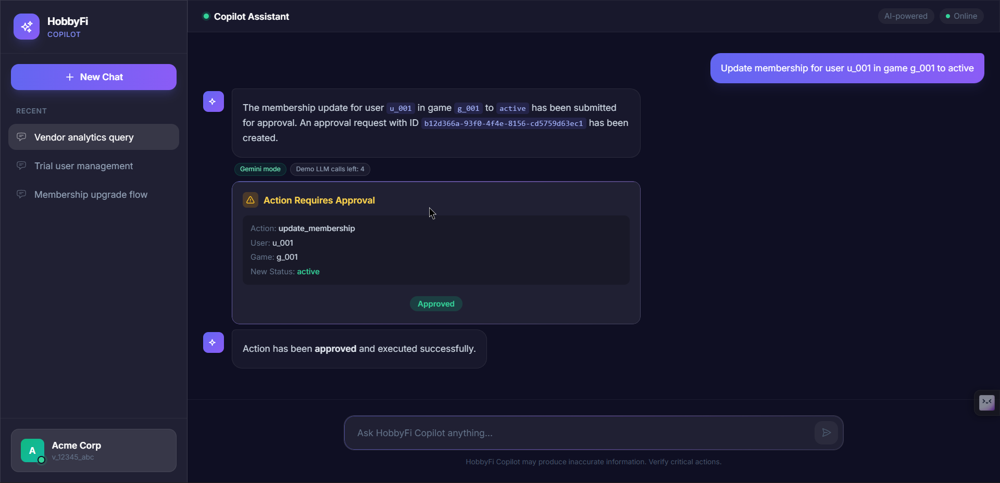 HobbyFi
COPILOT
+ New Chat
RECENT
Vendor analytics query
Trial user management
Membership upgrade flow
A
Acme Corp
v_12345_abc
Copilot Assistant
AI-powered
Online
Update membership for user u_001 in game g_001 to active
The membership update for user u_001 in game g_001 to active has been submitted
for approval. An approval request with ID b12d366a-93f0-4f4e-8156-cd5759d63ec1 has been
created.
Gemini mode
Demo LLM calls left: 4
Action Requires Approval
Action: update_membership
User: u_001
Game: g_001
New Status: active
Approved
Action has been approved and executed successfully.
Ask HobbyFi Copilot anything...
HobbyFi Copilot may produce inaccurate information. Verify critical actions.